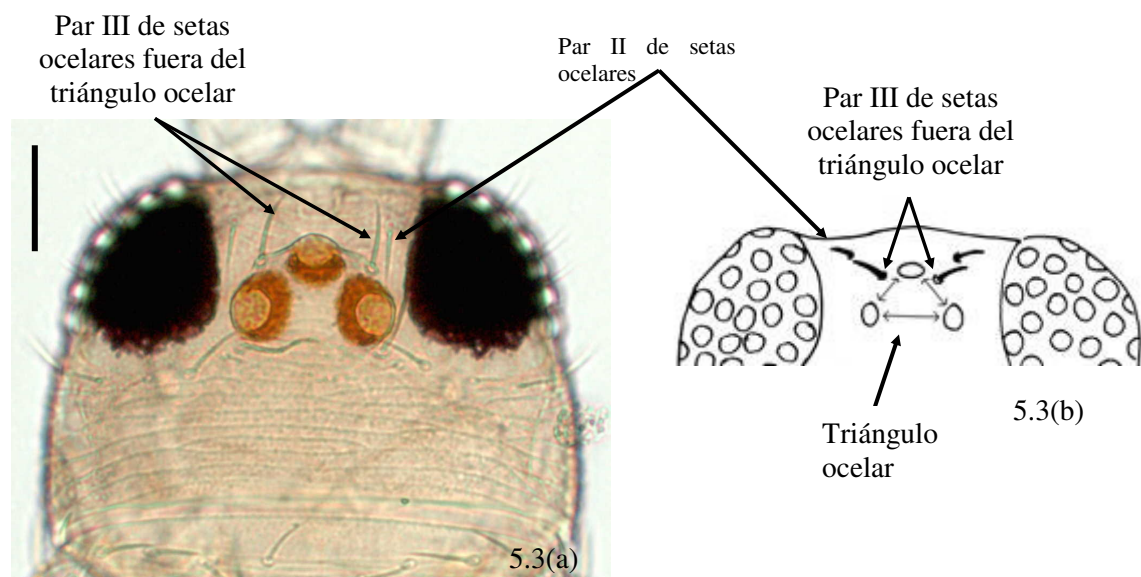 Par III de setas
ocelares fuera del
triángulo ocelar
Par II de setas
ocelares
Par III de setas
ocelares fuera del
triángulo ocelar
5.3(b)
Triángulo
ocelar
5.3(a)